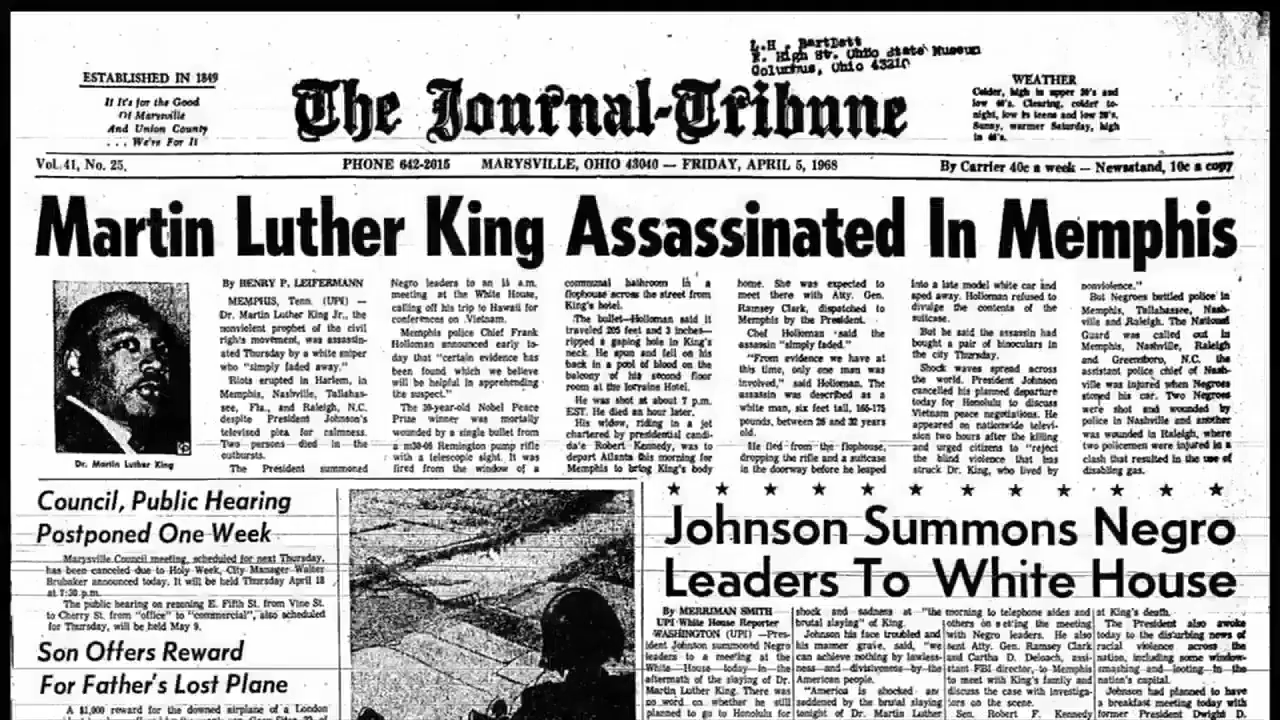 L.H. Bartlett
E. High St. Ohio State Museum
Columbus, Ohio 43210
ESTABLISHED IN 1849
If It's for the Good
Of Marysville
And Union County
. . . We're For It
The Journal-Tribune
WEATHER
Colder, high in upper 30's and
low 40's. Clearing, colder to-
night, low in teens and low 20's.
Sunny, warmer Saturday, high
in 40's.
Vol. 41, No. 25,
PHONE 642-2015
MARYSVILLE, OHIO 43040 — FRIDAY, APRIL 5, 1968
By Carrier 40c a week — Newsstand, 10c a copy
Martin Luther King Assassinated In Memphis
Dr. Martin Luther King
By HENRY P. LEIFERMANN
MEMPHIS, Tenn. (UPI) —
Dr. Martin Luther King Jr., the
nonviolent prophet of the civil
rights movement, was assassin-
ated Thursday by a white sniper
who "simply faded away."
Riots erupted in Harlem, in
Memphis, Nashville, Tallahas-
see, Fla., and Raleigh, N.C.
despite President Johnson's
televised plea for calmness.
Two persons died in the
outbursts.
The President summoned
Negro leaders to an 11 a.m.
meeting at the White House,
calling off his trip to Hawaii for
conferences on Vietnam.
Memphis police Chief Frank
Holloman announced early to-
day that "certain evidence has
been found which we believe
will be helpful in apprehending
the suspect."
The 39-year-old Nobel Peace
Prize winner was mortally
wounded by a single bullet from
a m30-06 Remington pump rifle
with a telescopic sight. It was
fired from the window of a
communal bathroom in a
flophouse across the street from
King's hotel.
The bullet—Holloman said it
traveled 205 feet and 3 inches—
ripped a gaping hole in King's
neck. He spun and fell on his
back in a pool of blood on the
balcony of his second floor
room at the Lorraine Hotel.
He was shot at 7 p.m.
EST. He died an hour later.
His widow, riding in a jet
chartered by presidential candi-
date Robert Kennedy, was to
depart Atlanta this morning for
Memphis to bring King's body
home. She was expected to
meet there with Atty. Gen.
Ramsey Clark, dispatched to
Memphis by the President.
Chef Holloman said the
assassin "simply faded."
"From evidence we have at
this time, only one man was
involved," said Holloman. The
assassin was described as a
white man, six feet tall, 165-175
pounds, between 26 and 32 years
old.
He fled from the flophouse,
dropping the rifle and a suitcase
in the doorway before he leaped
into a late model white car and
sped away. Holloman refused to
divulge the contents of the
suitcase.
But he said the assassin had
bought a pair of binoculars in
the city Thursday.
Shock waves spread across
the world. President Johnson
cancelled his planned departure
today for Honolulu to discuss
Vietnam peace negotiations. He
appeared on nationwide televi-
sion two hours after the killing
and urged citizens to "reject
the blind violence that has
struck Dr. King, who lived by
nonviolence."
But Negroes battled police in
Memphis, Tallahassee, Nash-
ville and Raleigh. The National
Guard was called out in
Memphis, Nashville, Raleigh
and Greensboro, N.C. the
assistant police chief of Nash-
ville was injured when Negroes
stoned his car. Two Negroes
were shot and wounded by
police in Nashville and another
was wounded in Raleigh, where
two policemen were injured in a
clash that resulted in the use of
disabling gas.
Council, Public Hearing
Postponed One Week
Marysville Council meeting, scheduled for next Thursday,
has been canceled due to Holy Week, City Manager Walter
Brubaker announced today. It will be held Thursday April 18
at 7:30 p.m.
The public hearing on rezoning E. Fifth St. from Vine St.
to Cherry St. from "office" to "commercial", also scheduled
for Thursday, will be held May 9.
Son Offers Reward
For Father's Lost Plane
A $1,000 reward for the downed airplane of a London
Johnson Summons Negro
Leaders To White House
By MERRIMAN SMITH
UPI White House Reporter
WASHINGTON (UPI) —Pres-
ident Johnson summoned Negro
leaders to a meeting at the
White House today in the
aftermath of the slaying of Dr.
Martin Luther King. There was
no word on whether he still
planned to go to Honolulu for
shock and sadness at "the
brutal slaying" of King.
Johnson his face troubled and
his manner grave, said, "we
can achieve nothing by lawless-
ness and divisiveness by the
American people.
"America is shocked and
saddened by the brutal slaying
tonight of Dr. Martin Luther
morning to telephone aides and
others on setting the meeting
with Negro leaders. He also
sent Atty. Gen. Ramsey Clark
and Cartha D. Deloach, assi-
stant FBI director, to Memphis
to meet with King's family and
discuss the case with investiga-
tors on the scene.
Sen. Robert F. Kennedy
at King's death.
The President also awoke
today to the disturbing news of
racial violence across the
nation, including some window-
smashing and looting in the
nation's capital.
Johnson had planned to have
a breakfast meeting today with
former President Dwight D.